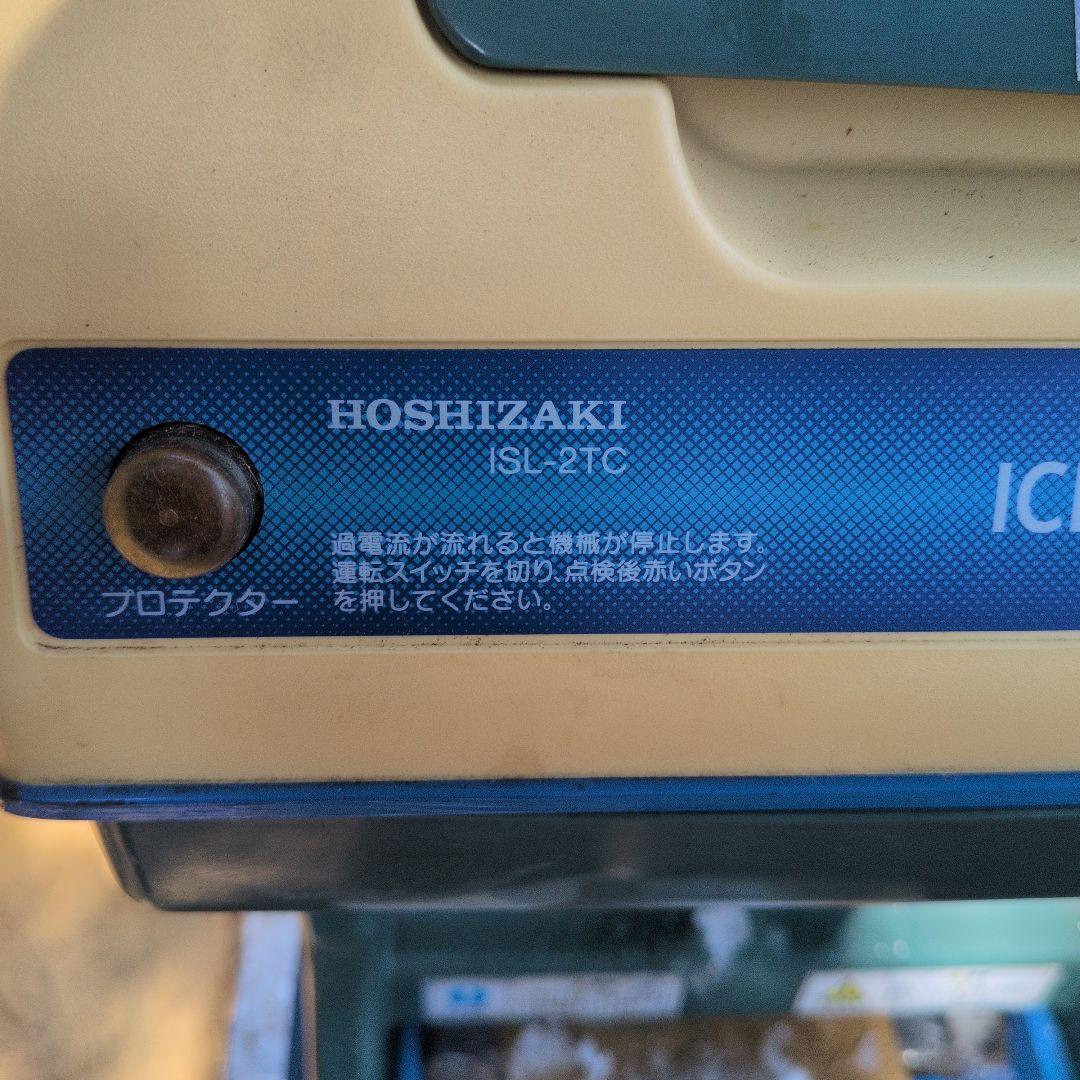 HOSHIZAKI
ISL-2TC
IC
過電流が流れると機械が停止します。
運転スイッチを切り、点検後赤いボタン
を押してください。
プロテクター